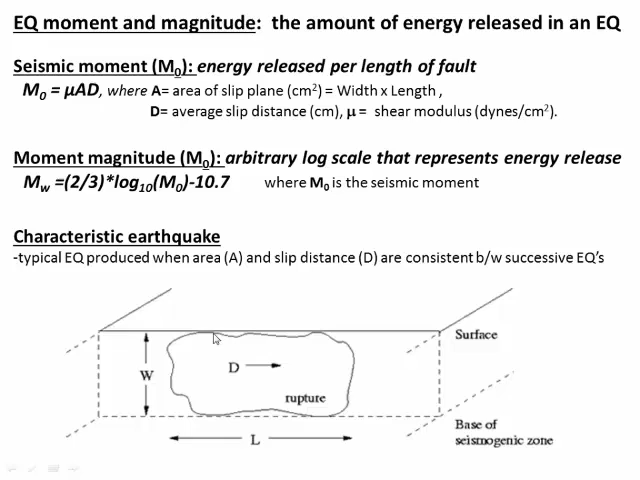 EQ moment and magnitude:  the amount of energy released in an EQ
Seismic moment (M0): energy released per length of fault
M0 = μAD, where A= area of slip plane (cm2) = Width x Length ,
D= average slip distance (cm), μ =  shear modulus (dynes/cm2).
Moment magnitude (M0): arbitrary log scale that represents energy release
Mw =(2/3)*log10(M0)-10.7     where M0 is the seismic moment
Characteristic earthquake
-typical EQ produced when area (A) and slip distance (D) are consistent b/w successive EQ's
Surface
W
D
rupture
L
Base of
seismogenic zone